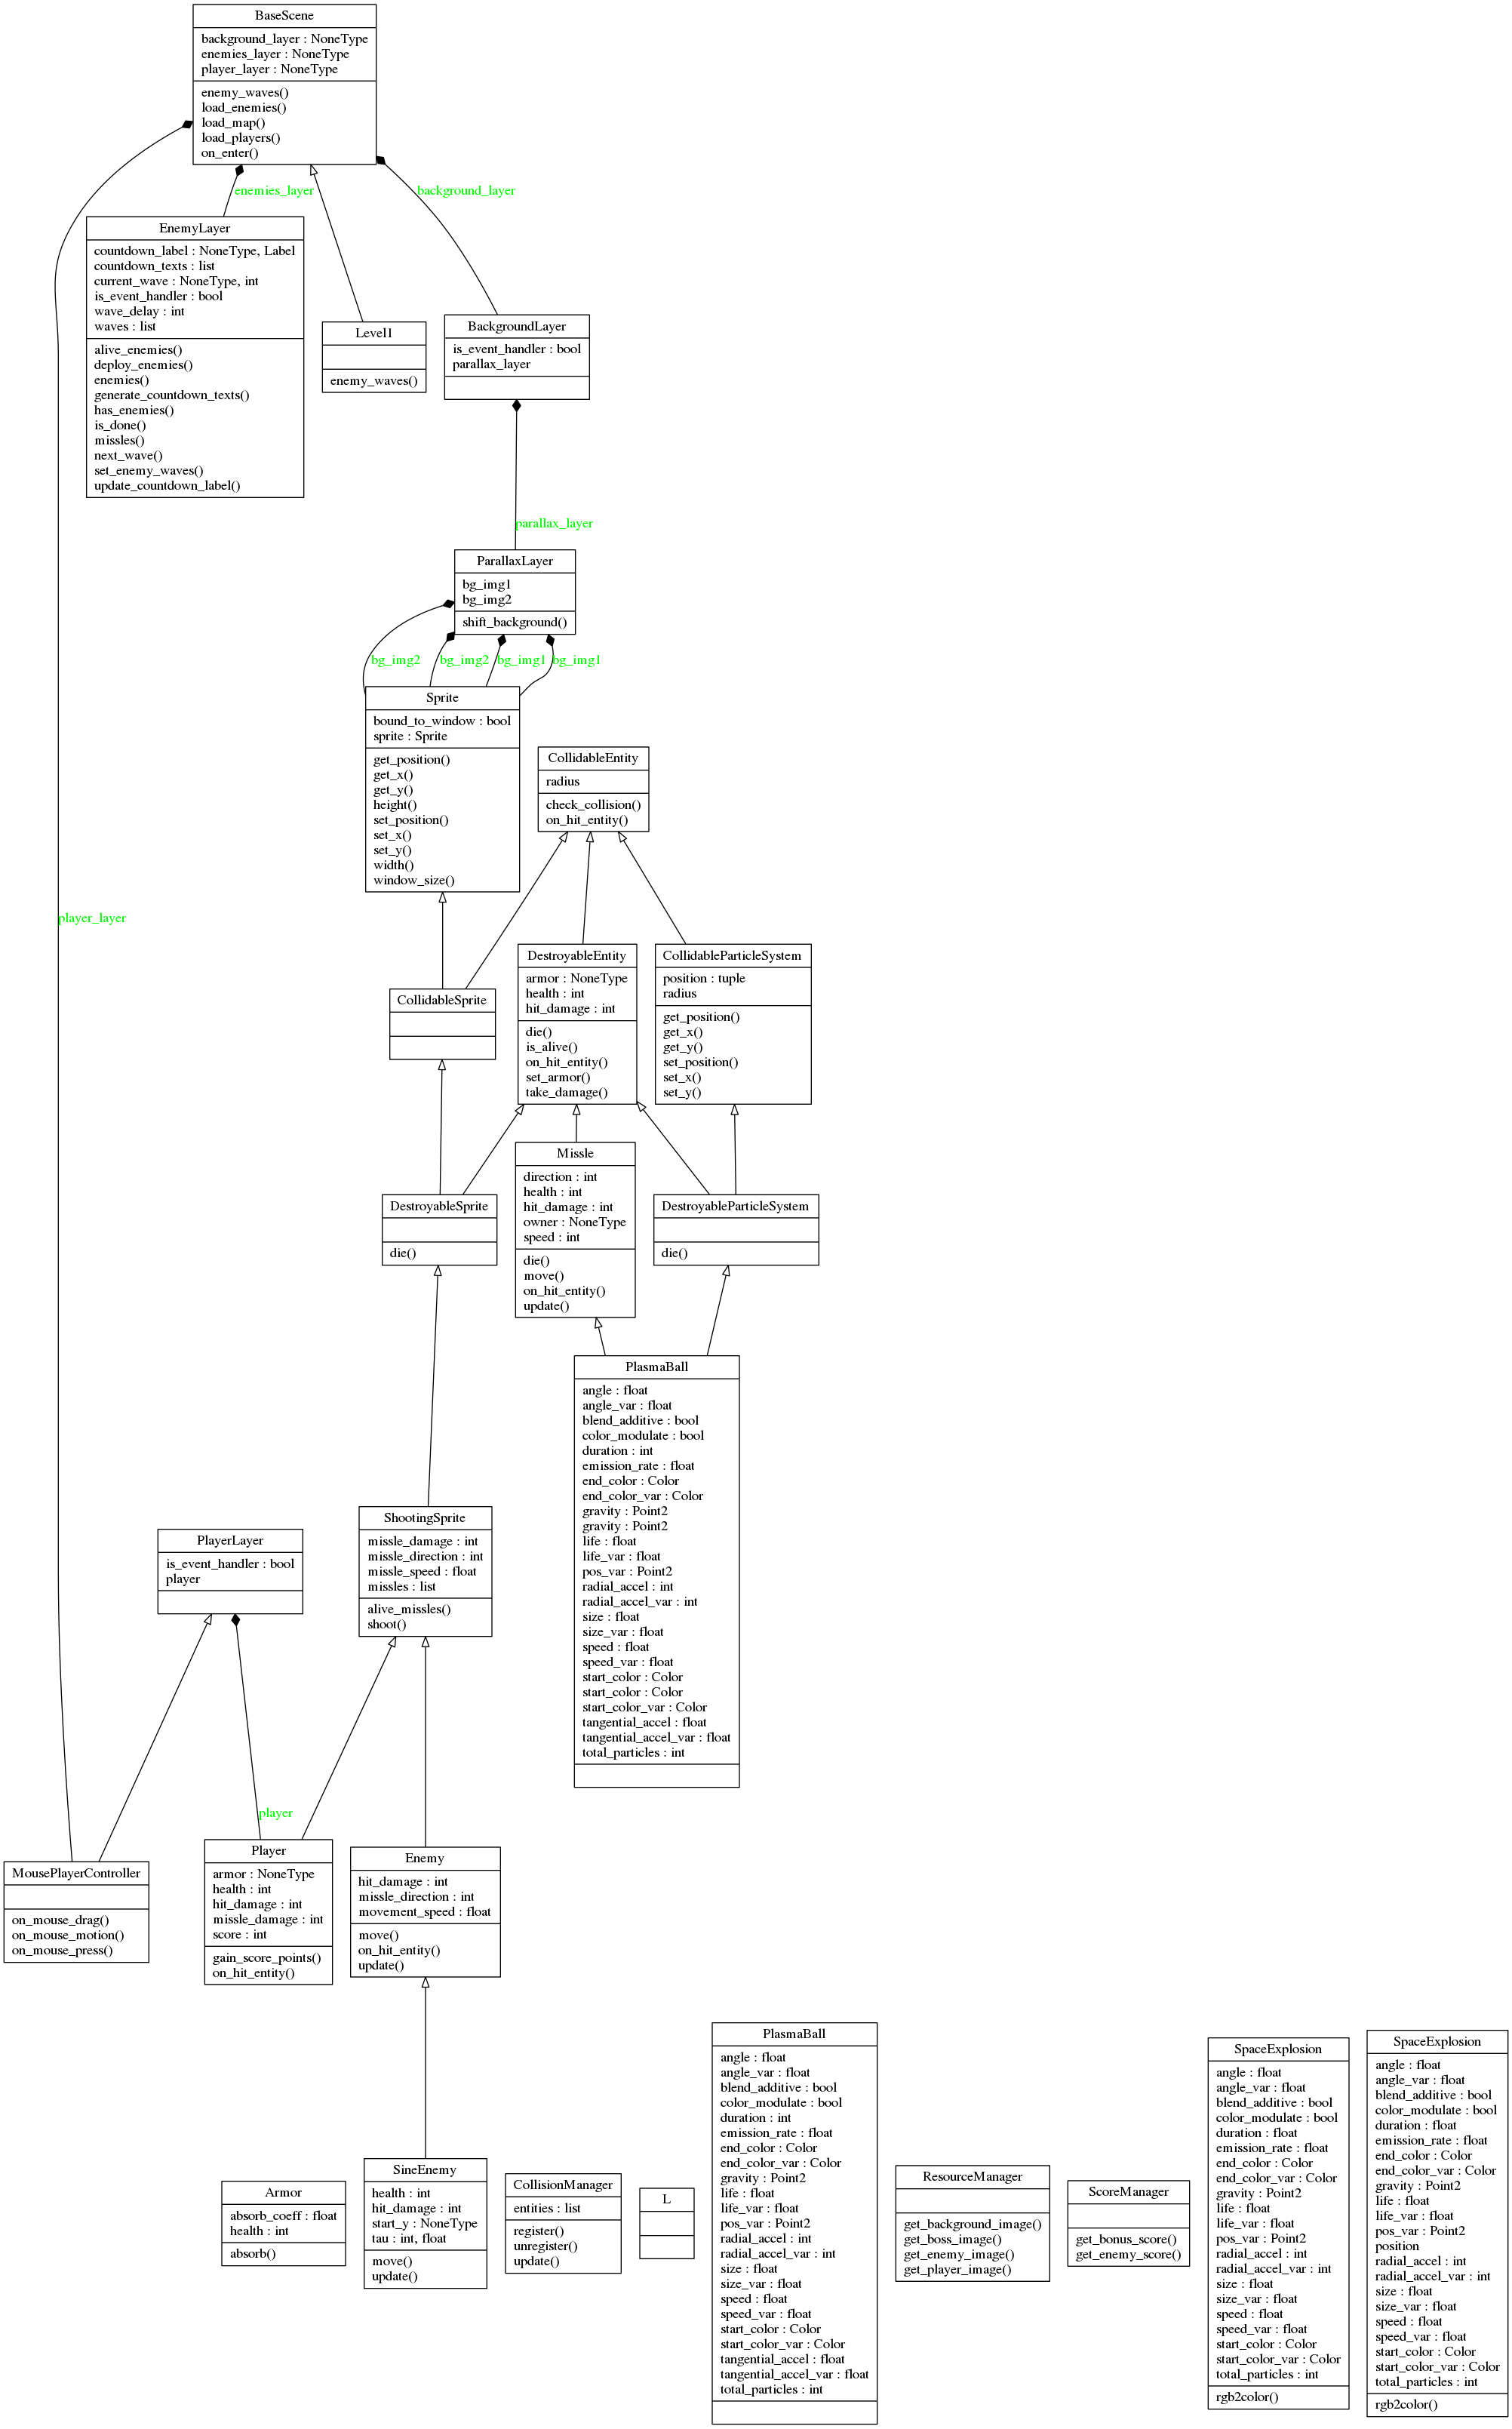 BaseScene
background_layer : NoneType
enemies_layer : NoneType
player_layer : NoneType
enemy_waves()
load_enemies()
load_map()
load_players()
on_enter()
enemies_layer
background_layer
EnemyLayer
countdown_label : NoneType, Label
countdown_texts : list
current_wave : NoneType, int
is_event_handler : bool
wave_delay : int
waves : list
alive_enemies()
deploy_enemies()
enemies()
generate_countdown_texts()
has_enemies()
is_done()
missles()
next_wave()
set_enemy_waves()
update_countdown_label()
Level1
enemy_waves()
BackgroundLayer
is_event_handler : bool
parallax_layer
parallax_layer
ParallaxLayer
bg_img1
bg_img2
shift_background()
bg_img2
bg_img2
bg_img1
bg_img1
Sprite
bound_to_window : bool
sprite : Sprite
get_position()
get_x()
get_y()
height()
set_position()
set_x()
set_y()
width()
window_size()
CollidableEntity
radius
check_collision()
on_hit_entity()
player_layer
CollidableSprite
DestroyableEntity
armor : NoneType
health : int
hit_damage : int
die()
is_alive()
on_hit_entity()
set_armor()
take_damage()
CollidableParticleSystem
position : tuple
radius
get_position()
get_x()
get_y()
set_position()
set_x()
set_y()
DestroyableSprite
die()
Missle
direction : int
health : int
hit_damage : int
owner : NoneType
speed : int
die()
move()
on_hit_entity()
update()
DestroyableParticleSystem
die()
PlasmaBall
angle : float
angle_var : float
blend_additive : bool
color_modulate : bool
duration : int
emission_rate : float
end_color : Color
end_color_var : Color
gravity : Point2
gravity : Point2
life : float
life_var : float
pos_var : Point2
radial_accel : int
radial_accel_var : int
size : float
size_var : float
speed : float
speed_var : float
start_color : Color
start_color : Color
start_color_var : Color
tangential_accel : float
tangential_accel_var : float
total_particles : int
PlayerLayer
is_event_handler : bool
player
ShootingSprite
missle_damage : int
missle_direction : int
missle_speed : float
missles : list
alive_missles()
shoot()
player
MousePlayerController
on_mouse_drag()
on_mouse_motion()
on_mouse_press()
Player
armor : NoneType
health : int
hit_damage : int
missle_damage : int
score : int
gain_score_points()
on_hit_entity()
Enemy
hit_damage : int
missle_direction : int
movement_speed : float
move()
on_hit_entity()
update()
Armor
absorb_coeff : float
health : int
absorb()
SineEnemy
health : int
hit_damage : int
start_y : NoneType
tau : int, float
move()
update()
CollisionManager
entities : list
register()
unregister()
update()
L
PlasmaBall
angle : float
angle_var : float
blend_additive : bool
color_modulate : bool
duration : int
emission_rate : float
end_color : Color
end_color_var : Color
gravity : Point2
life : float
life_var : float
pos_var : Point2
radial_accel : int
radial_accel_var : int
size : float
size_var : float
speed : float
speed_var : float
start_color : Color
start_color_var : Color
tangential_accel : float
tangential_accel_var : float
total_particles : int
ResourceManager
get_background_image()
get_boss_image()
get_enemy_image()
get_player_image()
ScoreManager
get_bonus_score()
get_enemy_score()
SpaceExplosion
angle : float
angle_var : float
blend_additive : bool
color_modulate : bool
duration : float
emission_rate : float
end_color : Color
end_color_var : Color
gravity : Point2
life : float
life_var : float
pos_var : Point2
radial_accel : int
radial_accel_var : int
size : float
size_var : float
speed : float
speed_var : float
start_color : Color
start_color_var : Color
total_particles : int
rgb2color()
SpaceExplosion
angle : float
angle_var : float
blend_additive : bool
color_modulate : bool
duration : float
emission_rate : float
end_color : Color
end_color_var : Color
gravity : Point2
life : float
life_var : float
pos_var : Point2
position
radial_accel : int
radial_accel_var : int
size : float
size_var : float
speed : float
speed_var : float
start_color : Color
start_color_var : Color
total_particles : int
rgb2color()